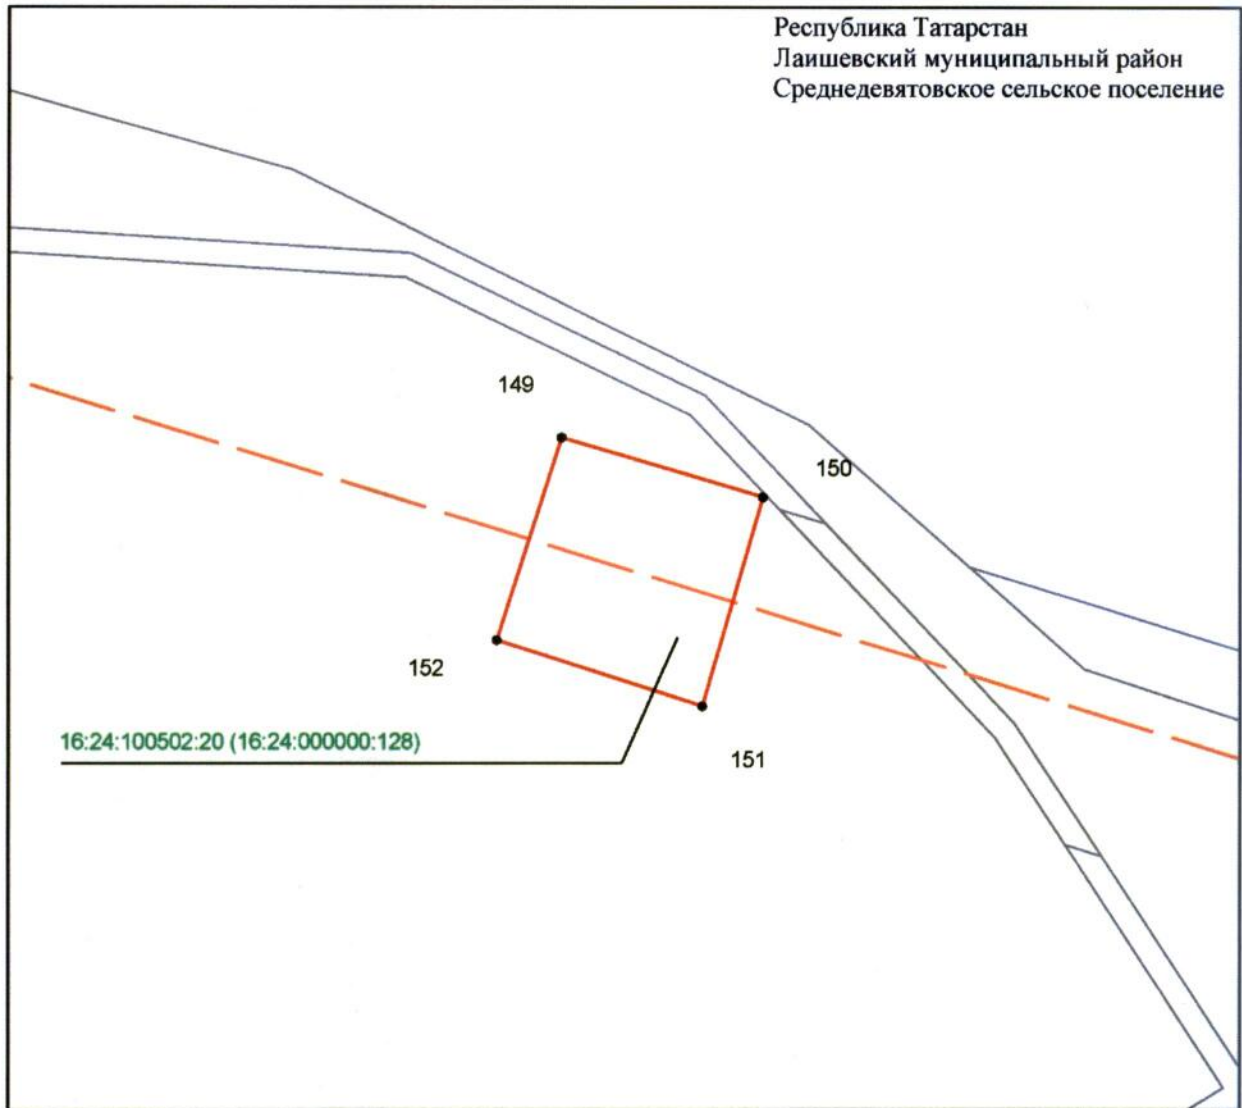 Республика Татарстан
Лаишевский муниципальный район
Среднедевятовское сельское поселение
149
150
152
16:24:100502:20 (16:24:000000:128)
151